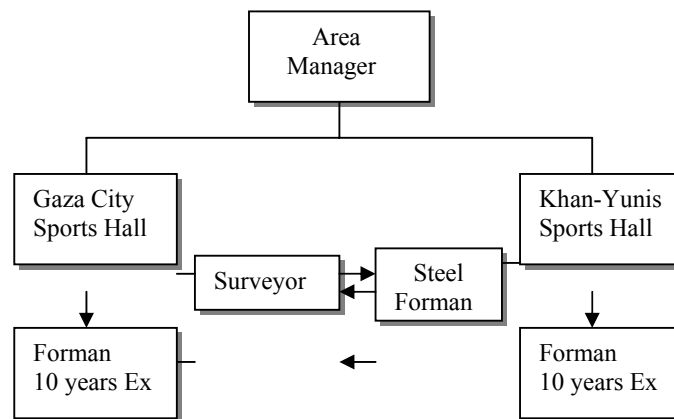 Area
Manager
Gaza City
Sports Hall
Khan-Yunis
Sports Hall
Surveyor
Steel
Forman
Forman
10 years Ex
Forman
10 years Ex